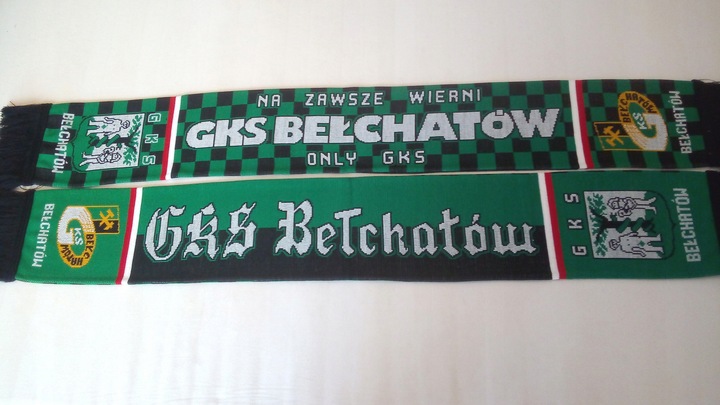 BEŁCHATÓW
GKS
NA ZAWSZE WIERNI
GKS BEŁCHATÓW
ONLY GKS
BEŁCHATÓW
GKS
BEŁCHATÓW
BEŁCHATÓW
GKS
BEŁCHATÓW
GKS Bełchatów
GKS
BEŁCHATÓW